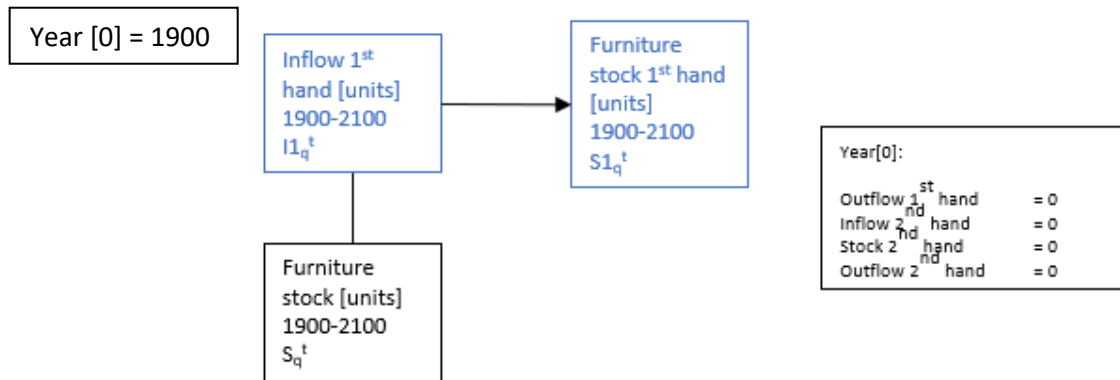 Year [0] = 1900
Inflow 1st
hand [units]
1900-2100
I1qt
Furniture
stock 1st hand
[units]
1900-2100
S1qt
Furniture
stock [units]
1900-2100
Sqt
Year[0]:
Outflow 1st hand = 0
Inflow 2nd hand = 0
Stock 2nd hand = 0
Outflow 2nd hand = 0